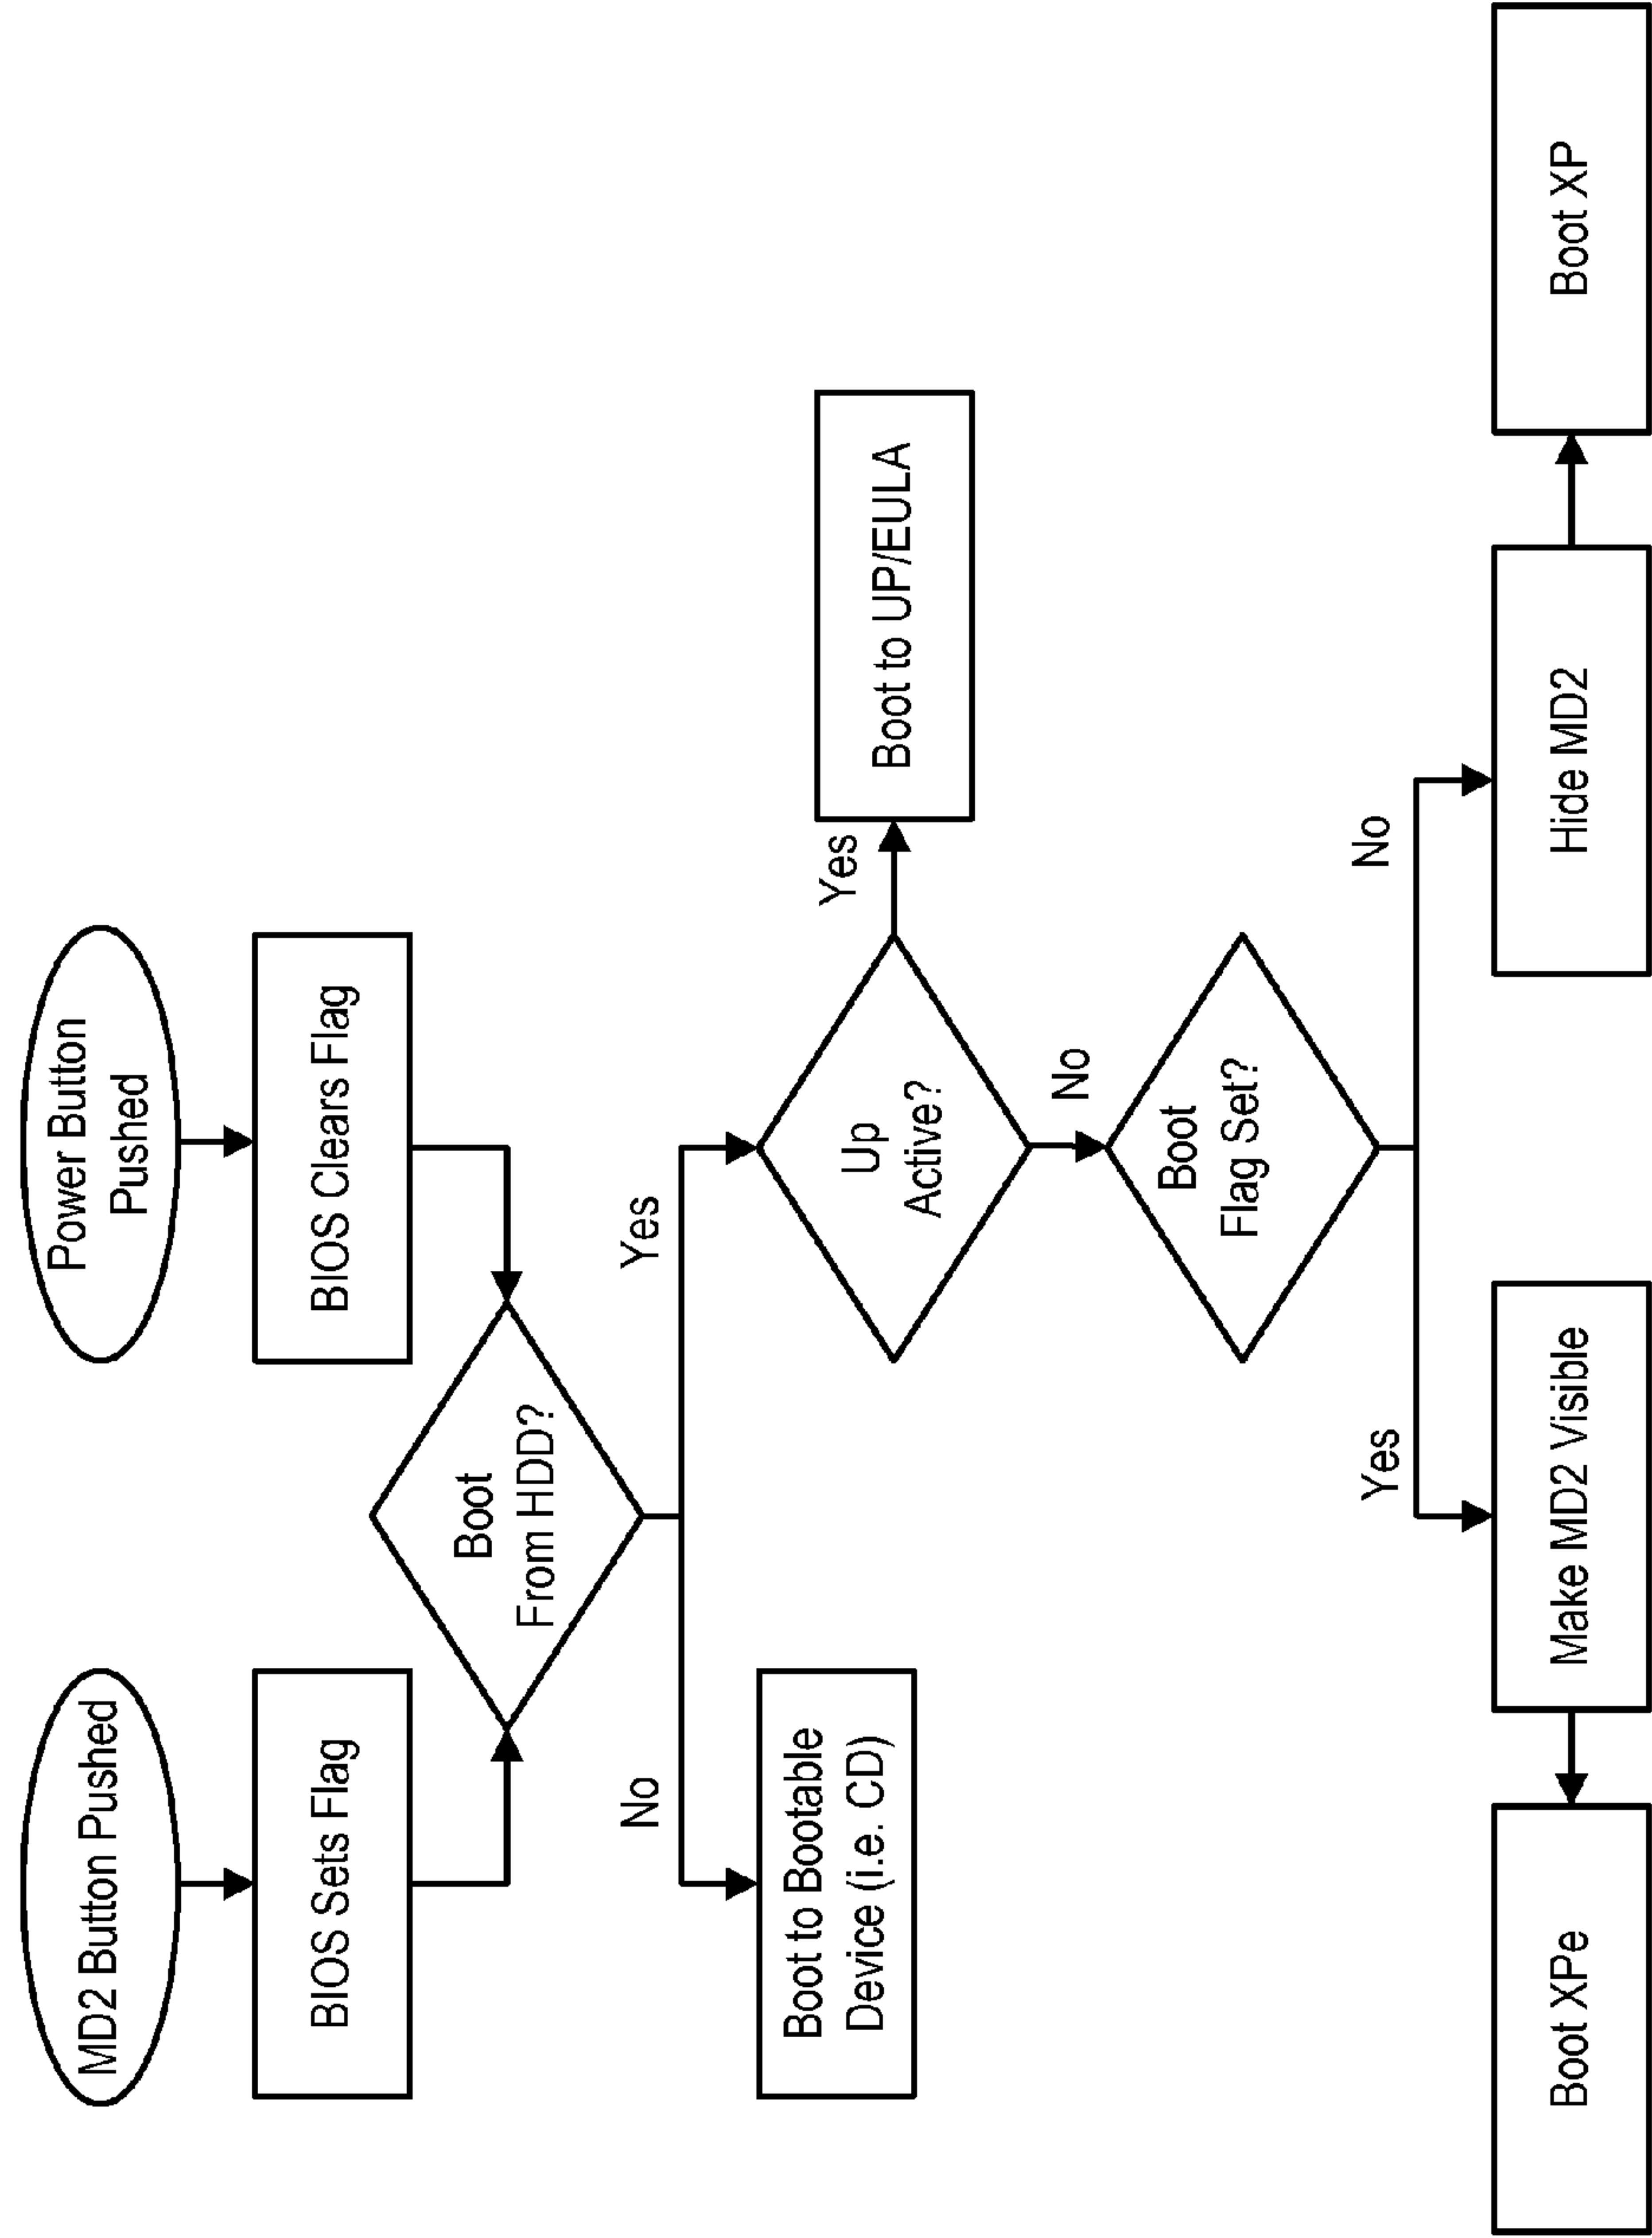 MD2 Button Pushed
Power Button
Pushed
BIOS Sets Flag
BIOS Clears Flag
Boot
From HDD?
No
Yes
Boot to Bootable
Device (i.e. CD)
Up
Active?
Yes
Boot to UP/EULA
No
Boot
Flag Set?
Yes
No
Boot XPe
Make MD2 Visible
Hide MD2
Boot XP